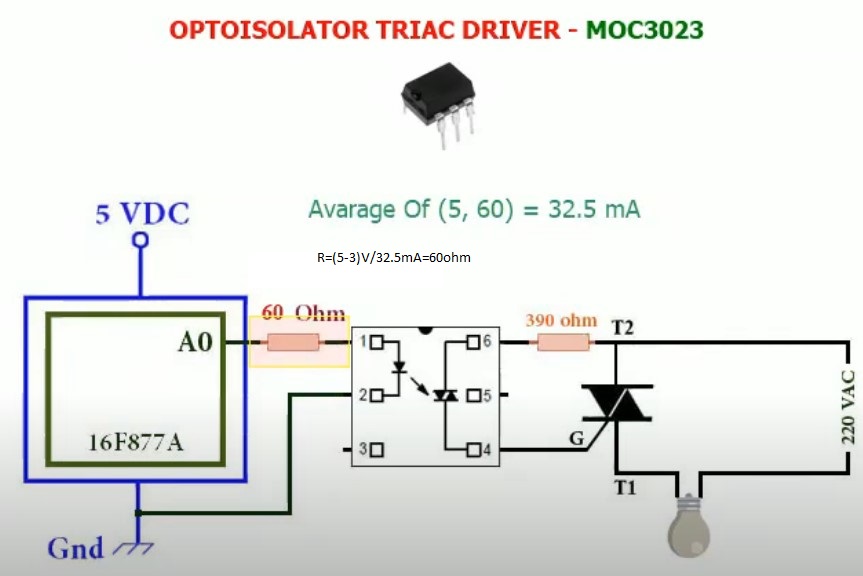 OPTOISOLATOR TRIAC DRIVER - MOC3023
5 VDC
Avarage Of (5, 60) = 32.5 mA
R=(5-3)V/32.5mA=60ohm
60 Ohm
390 ohm
T2
A0
1
6
2
5
3
4
16F877A
G
220 VAC
T1
Gnd